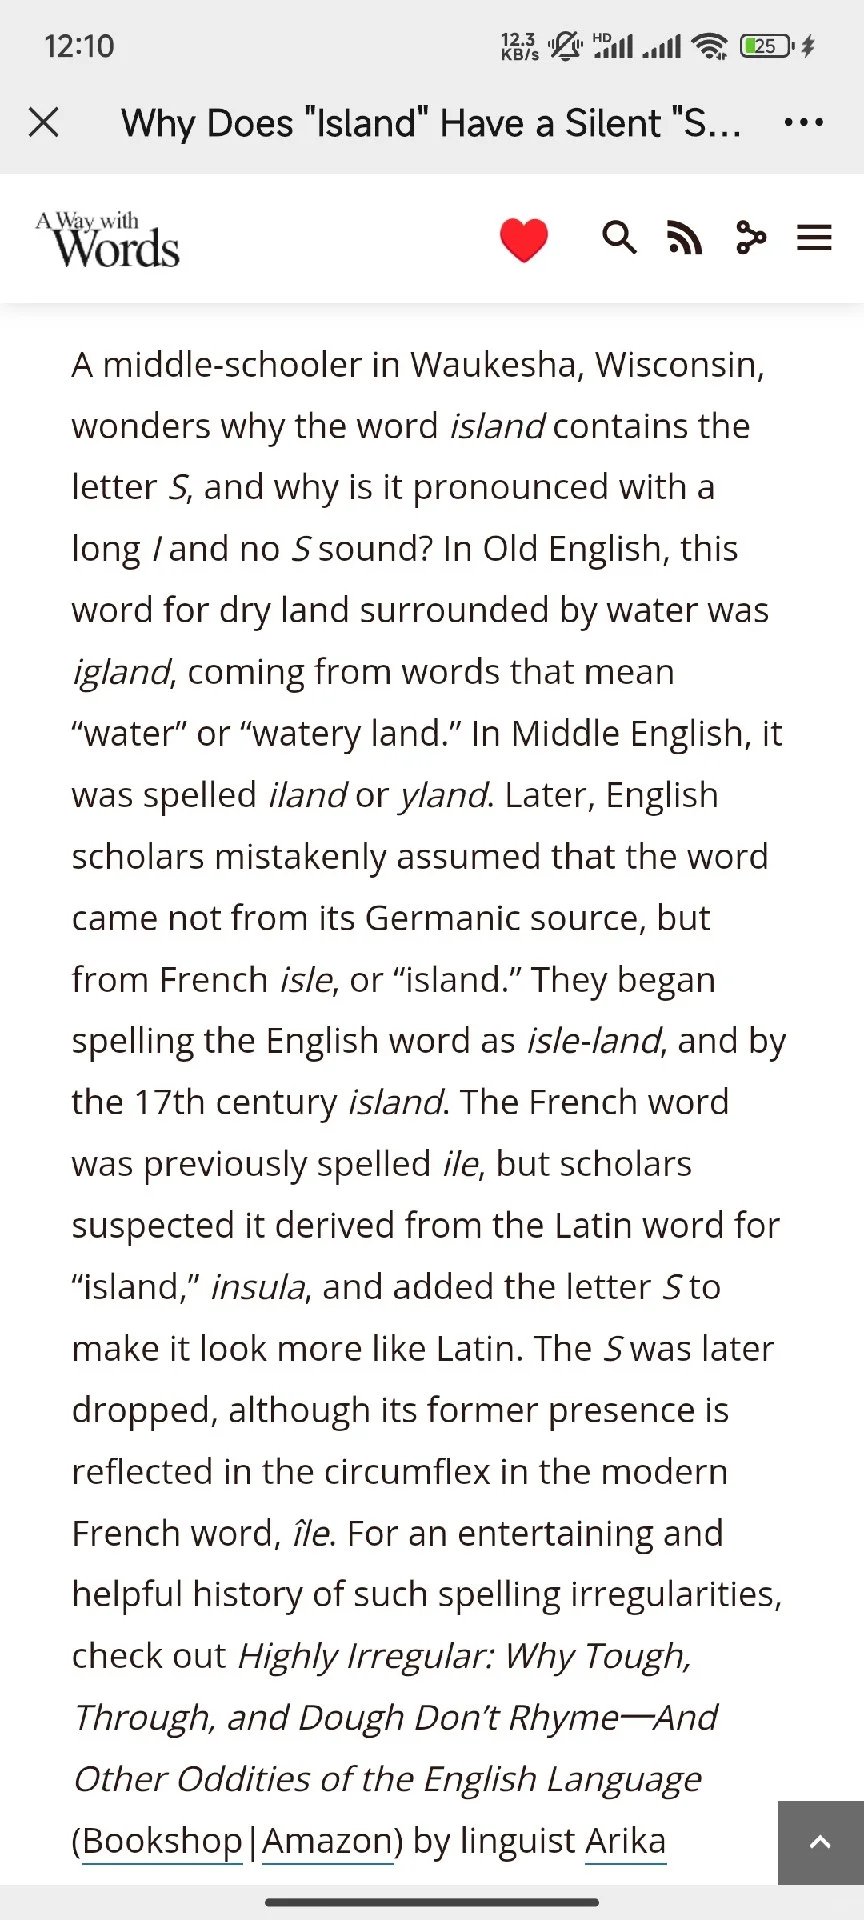 12:10
12.3
KB/s
HD
25
Why Does "Island" Have a Silent "S...
A Way with
Words
A middle-schooler in Waukesha, Wisconsin,
wonders why the word island contains the
letter S, and why is it pronounced with a
long I and no S sound? In Old English, this
word for dry land surrounded by water was
igland, coming from words that mean
“water” or “watery land.” In Middle English, it
was spelled iland or yland. Later, English
scholars mistakenly assumed that the word
came not from its Germanic source, but
from French isle, or “island.” They began
spelling the English word as isle-land, and by
the 17th century island. The French word
was previously spelled ile, but scholars
suspected it derived from the Latin word for
“island,” insula, and added the letter S to
make it look more like Latin. The S was later
dropped, although its former presence is
reflected in the circumflex in the modern
French word, île. For an entertaining and
helpful history of such spelling irregularities,
check out Highly Irregular: Why Tough,
Through, and Dough Don’t Rhyme—And
Other Oddities of the English Language
(Bookshop|Amazon) by linguist Arika